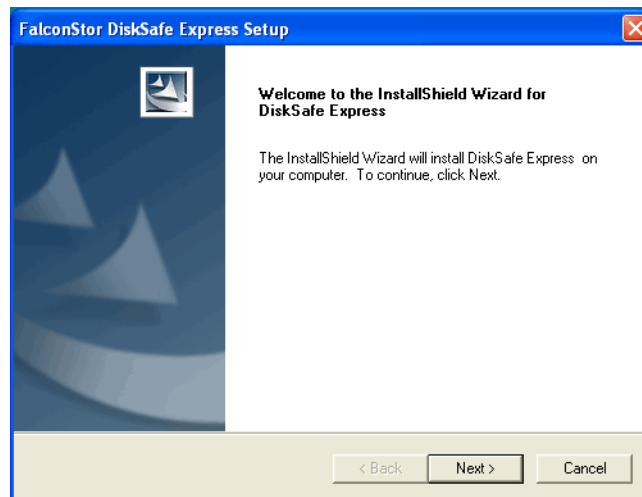 FalconStor DiskSafe Express Setup
Welcome to the InstallShield Wizard for
DiskSafe Express
The InstallShield Wizard will install DiskSafe Express on
your computer. To continue, click Next.
< Back Next > Cancel